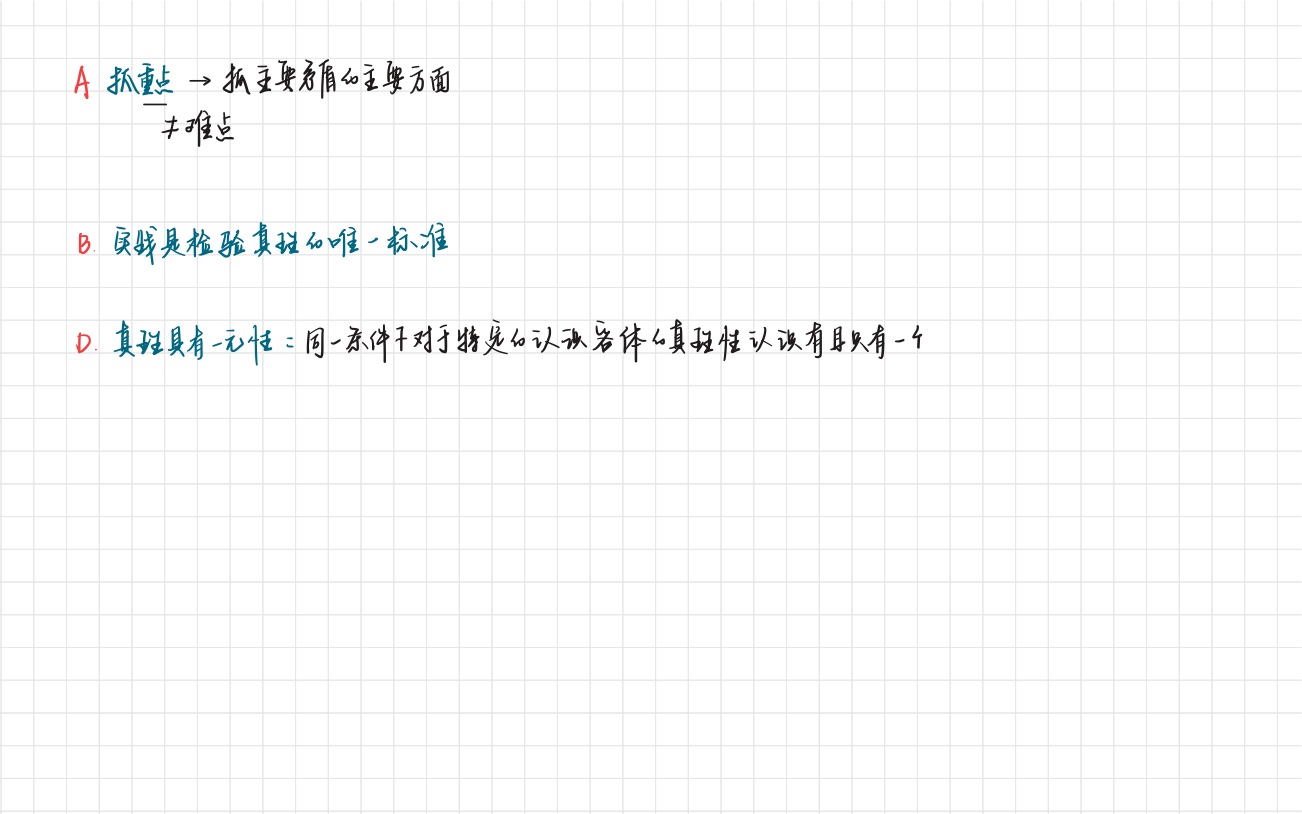 A 抓重点 → 抓主要矛盾的主要方面
≠难点
B. 实践是检验真理的唯一标准
D. 真理具有一元性：同一条件下对于特定的认识客体的真理性认识有且只有一个